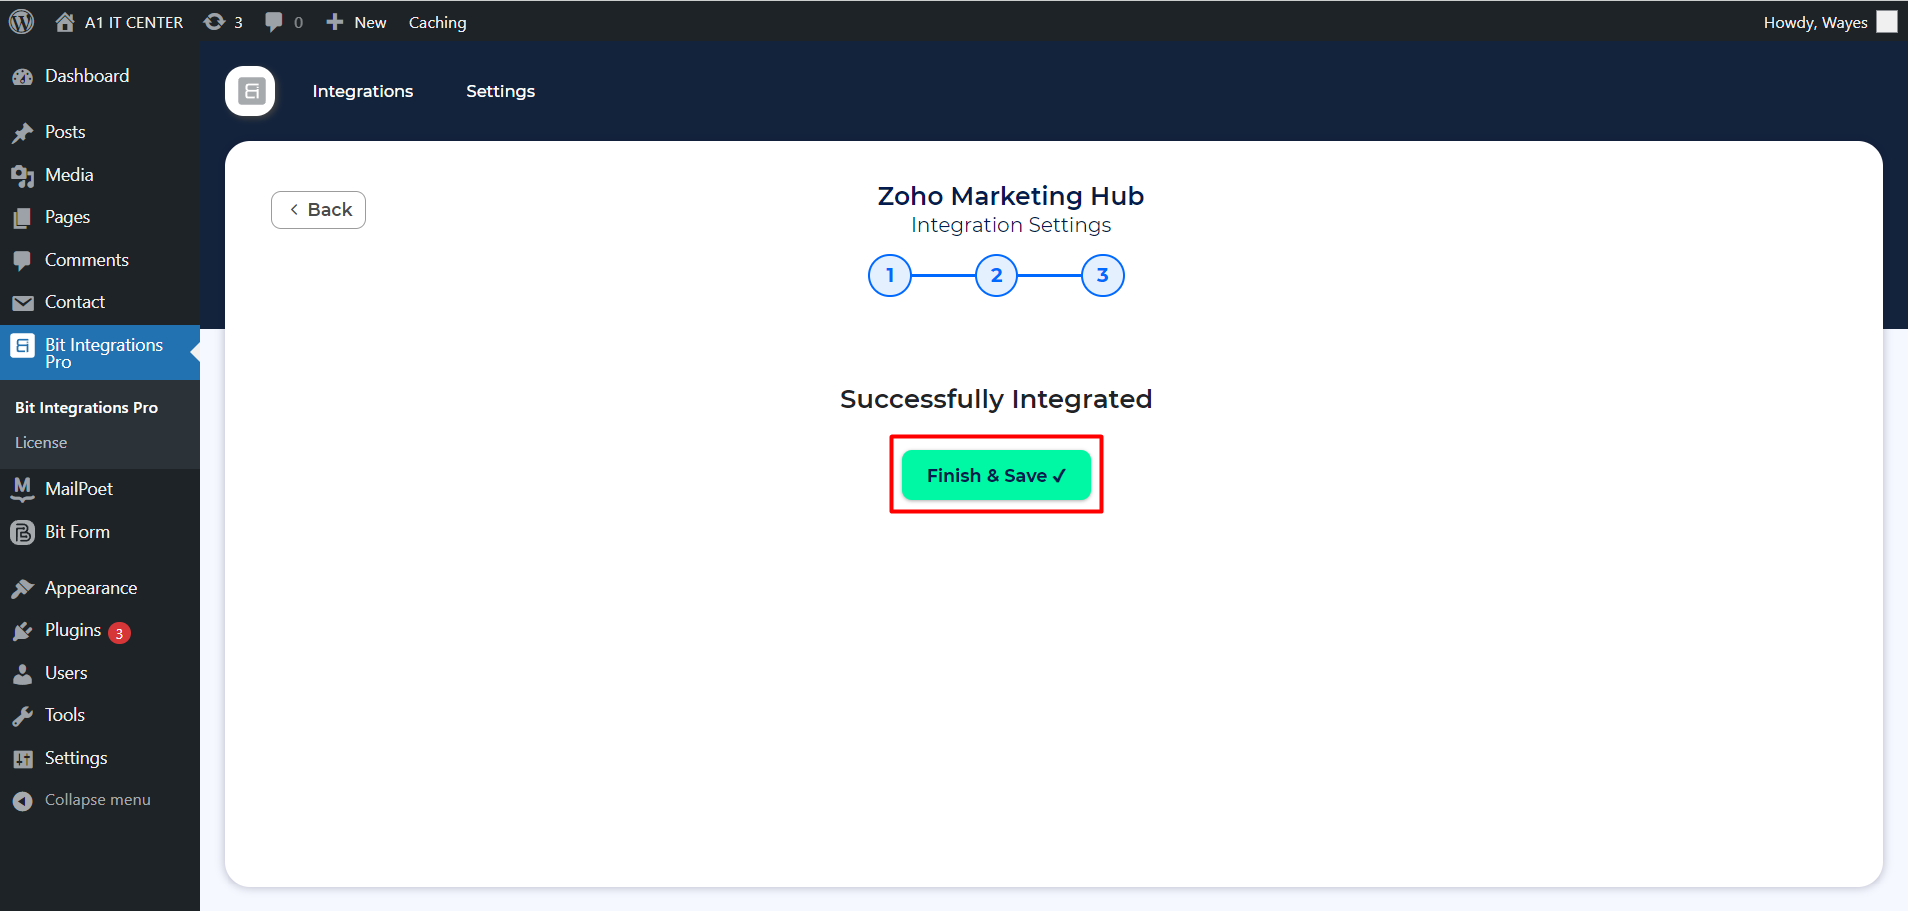 A1 IT CENTER 3 0 New Caching Howdy, Wayes
Dashboard
Posts
Media
Pages
Comments
Contact
Bit Integrations
Pro
Bit Integrations Pro
License
MailPoet
Bit Form
Appearance
Plugins 3
Users
Tools
Settings
Collapse menu
Integrations Settings
Back
Zoho Marketing Hub
Integration Settings
1 2 3
Successfully Integrated
Finish & Save ✓